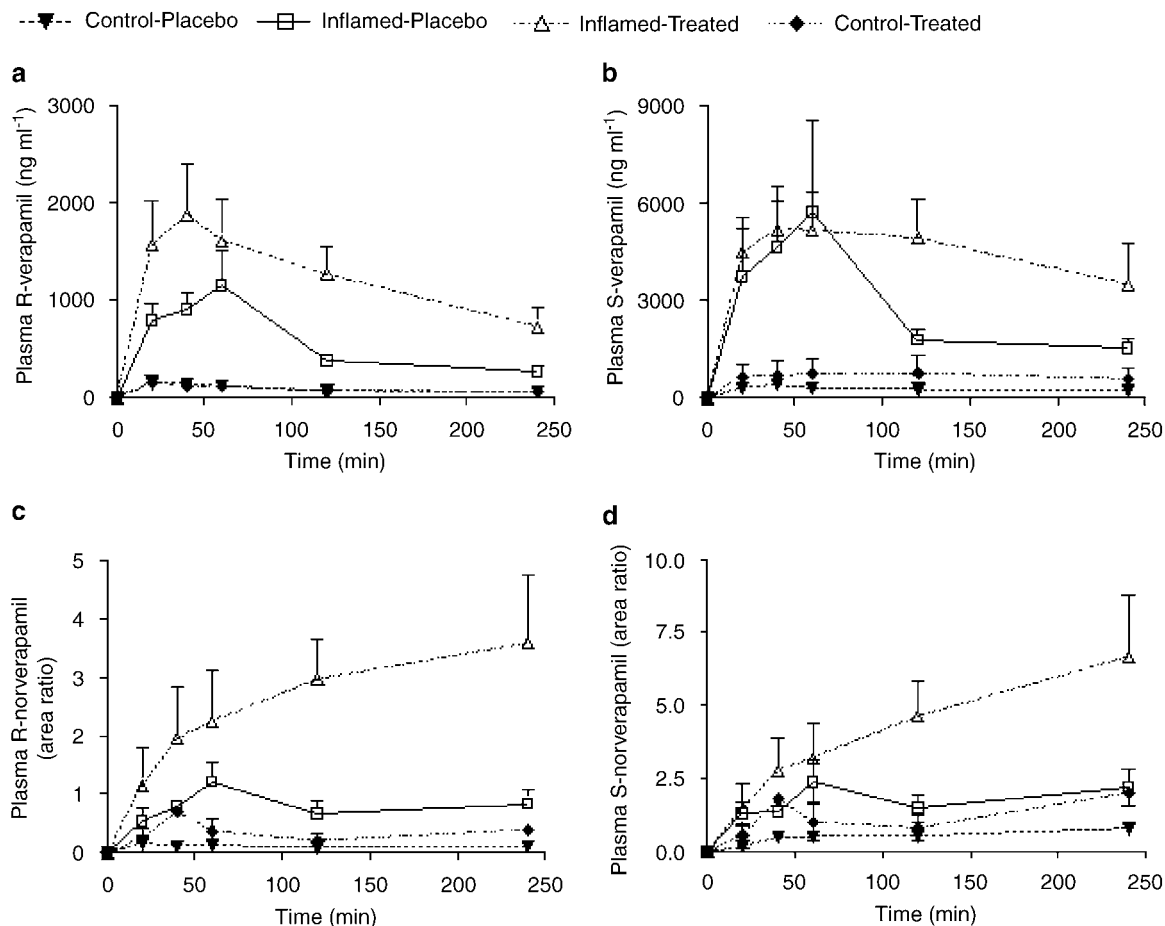 Control-Placebo Inflamed-Placebo Inflamed-Treated Control-Treated
a
Plasma R-verapamil (ng ml⁻¹)
3000
2000
1000
0
0 50 100 150 200 250
Time (min)
b
Plasma S-verapamil (ng ml⁻¹)
9000
6000
3000
0
0 50 100 150 200 250
Time (min)
c
Plasma R-norverapamil
(area ratio)
5
4
3
2
1
0
0 50 100 150 200 250
Time (min)
d
Plasma S-norverapamil (area ratio)
10.0
7.5
5.0
2.5
0.0
0 50 100 150 200 250
Time (min)